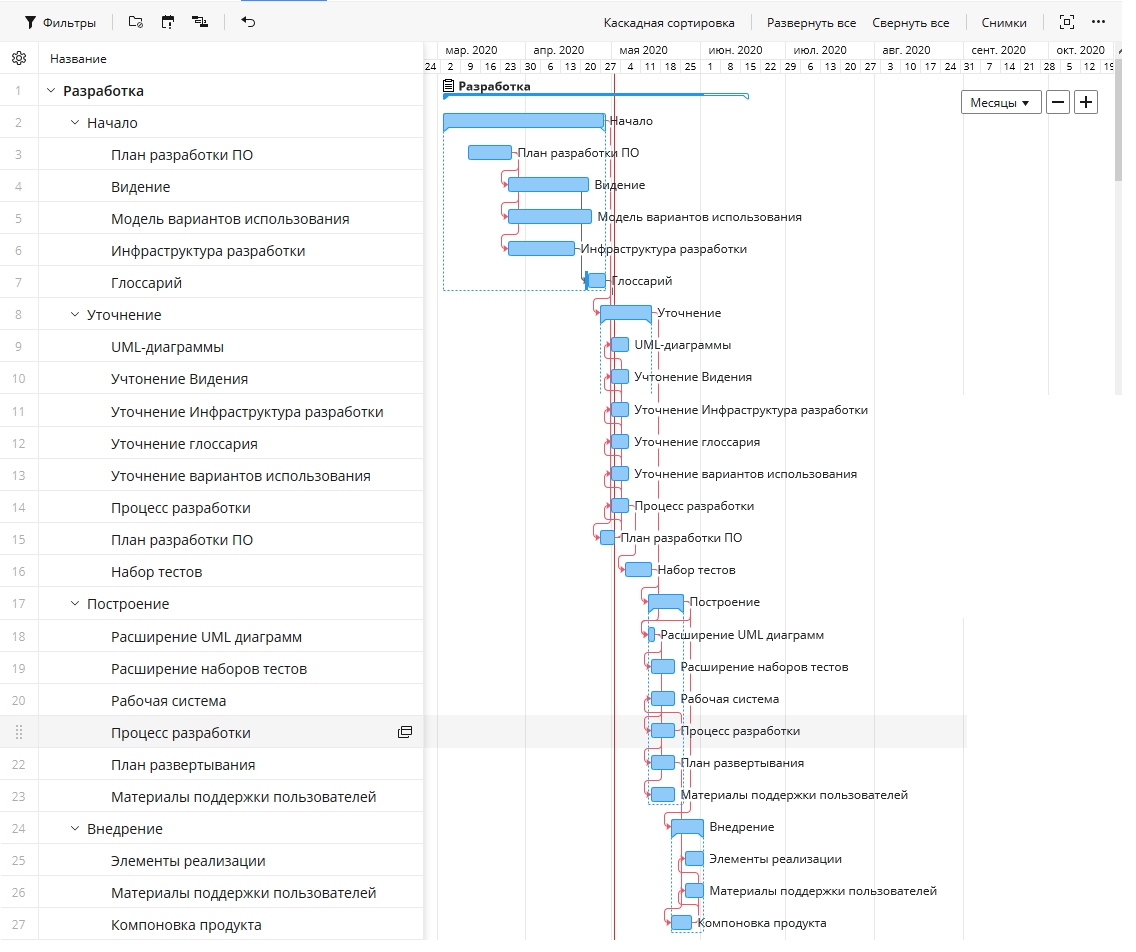 Фильтры Каскадная сортировка Развернуть все Свернуть все Снимки
Название мар. 2020 апр. 2020 мая 2020 июн. 2020 июл. 2020 авг. 2020 сент. 2020 окт. 2020
24 2 9 16 23 30 6 13 20 27 4 11 18 25 1 8 15 22 29 6 13 20 27 3 10 17 24 31 7 14 21 28 5 12 19
1 Разработка Разработка
Месяцы
2 Начало Начало
3 План разработки ПО План разработки ПО
4 Видение Видение
5 Модель вариантов использования Модель вариантов использования
6 Инфраструктура разработки Инфраструктура разработки
7 Глоссарий Глоссарий
8 Уточнение Уточнение
9 UML-диаграммы UML-диаграммы
10 Учтонение Видения Учтонение Видения
11 Уточнение Инфраструктура разработки Уточнение Инфраструктура разработки
12 Уточнение глоссария Уточнение глоссария
13 Уточнение вариантов использования Уточнение вариантов использования
14 Процесс разработки Процесс разработки
15 План разработки ПО План разработки ПО
16 Набор тестов Набор тестов
17 Построение Построение
18 Расширение UML диаграмм Расширение UML диаграмм
19 Расширение наборов тестов Расширение наборов тестов
20 Рабочая система Рабочая система
Процесс разработки Процесс разработки
22 План развертывания План развертывания
23 Материалы поддержки пользователей Материалы поддержки пользователей
24 Внедрение Внедрение
25 Элементы реализации Элементы реализации
26 Материалы поддержки пользователей Материалы поддержки пользователей
27 Компоновка продукта Компоновка продукта